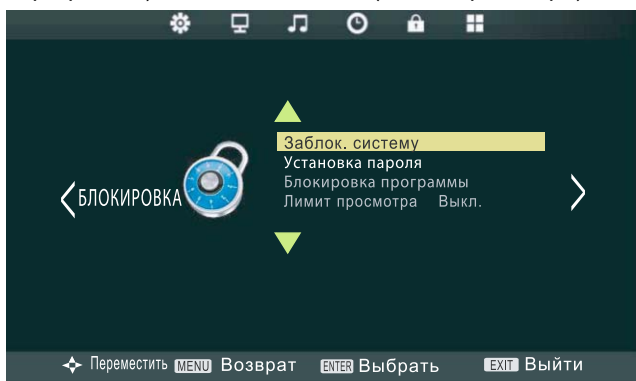 Заблок. систему
Установка пароля
Блокировка программы
Лимит просмотра Выкл.
БЛОКИРОВКА
Переместить MENU Возврат ENTER Выбрать EXIT Выйти